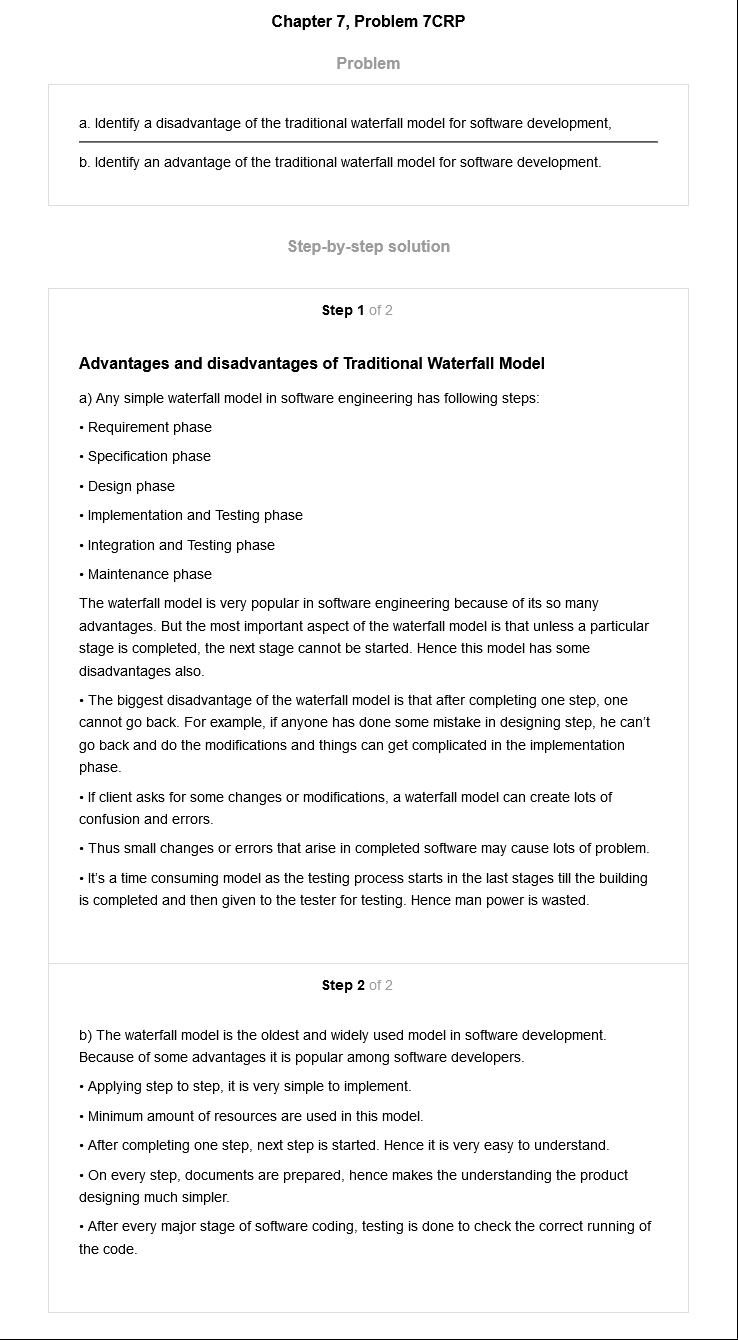 Chapter 7, Problem 7CRP
Problem
a. Identify a disadvantage of the traditional waterfall model for software development,
b. Identify an advantage of the traditional waterfall model for software development.
Step-by-step solution
Step 1 of 2
Advantages and disadvantages of Traditional Waterfall Model
a) Any simple waterfall model in software engineering has following steps:
• Requirement phase
• Specification phase
• Design phase
• Implementation and Testing phase
• Integration and Testing phase
• Maintenance phase
The waterfall model is very popular in software engineering because of its so many
advantages. But the most important aspect of the waterfall model is that unless a particular
stage is completed, the next stage cannot be started. Hence this model has some
disadvantages also.
• The biggest disadvantage of the waterfall model is that after completing one step, one
cannot go back. For example, if anyone has done some mistake in designing step, he can't
go back and do the modifications and things can get complicated in the implementation
phase.
• If client asks for some changes or modifications, a waterfall model can create lots of
confusion and errors.
• Thus small changes or errors that arise in completed software may cause lots of problem.
• It's a time consuming model as the testing process starts in the last stages till the building
is completed and then given to the tester for testing. Hence man power is wasted.
Step 2 of 2
b) The waterfall model is the oldest and widely used model in software development.
Because of some advantages it is popular among software developers.
• Applying step to step, it is very simple to implement.
• Minimum amount of resources are used in this model.
• After completing one step, next step is started. Hence it is very easy to understand.
• On every step, documents are prepared, hence makes the understanding the product
designing much simpler.
• After every major stage of software coding, testing is done to check the correct running of
the code.